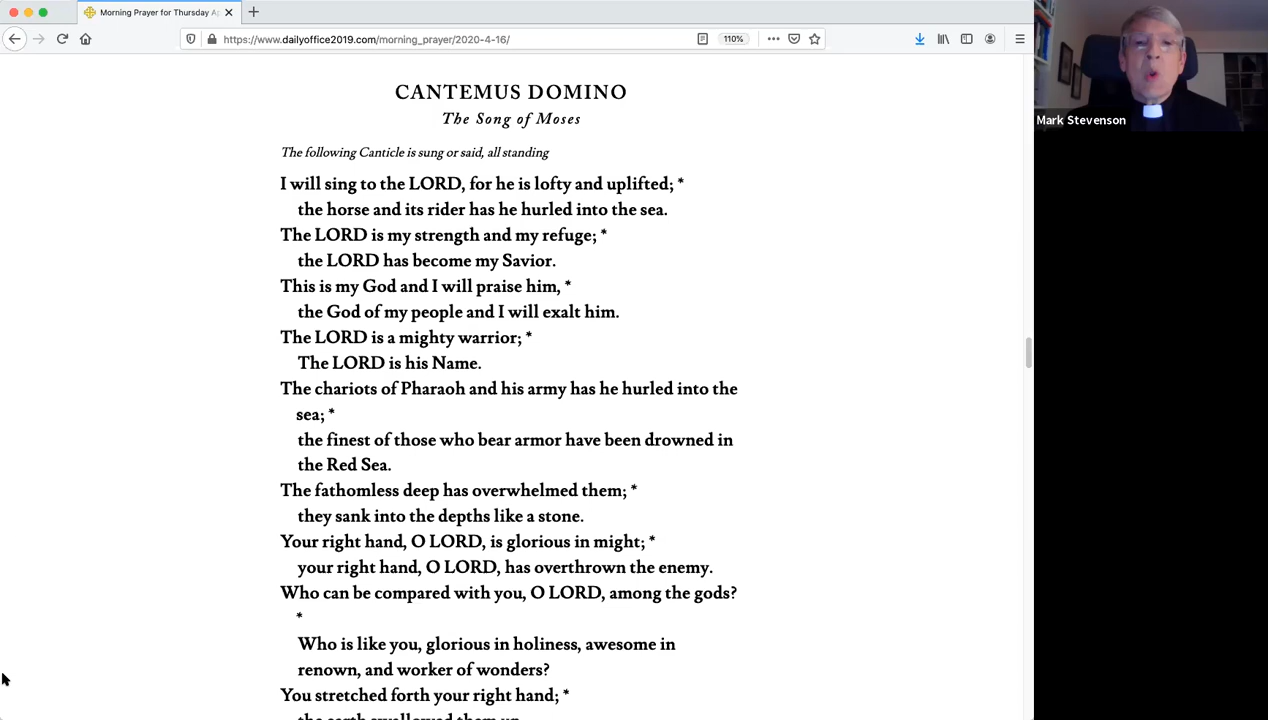 Morning Prayer for Thursday A
https://www.dailyoffice2019.com/morning_prayer/2020-4-16/
110%
Mark Stevenson
CANTEMUS DOMINO
The Song of Moses
The following Canticle is sung or said, all standing
I will sing to the LORD, for he is lofty and uplifted; *
the horse and its rider has he hurled into the sea.
The LORD is my strength and my refuge; *
the LORD has become my Savior.
This is my God and I will praise him, *
the God of my people and I will exalt him.
The LORD is a mighty warrior; *
The LORD is his Name.
The chariots of Pharaoh and his army has he hurled into the
sea; *
the finest of those who bear armor have been drowned in
the Red Sea.
The fathomless deep has overwhelmed them; *
they sank into the depths like a stone.
Your right hand, O LORD, is glorious in might; *
your right hand, O LORD, has overthrown the enemy.
Who can be compared with you, O LORD, among the gods?
*
Who is like you, glorious in holiness, awesome in
renown, and worker of wonders?
You stretched forth your right hand; *
the earth swallowed them up